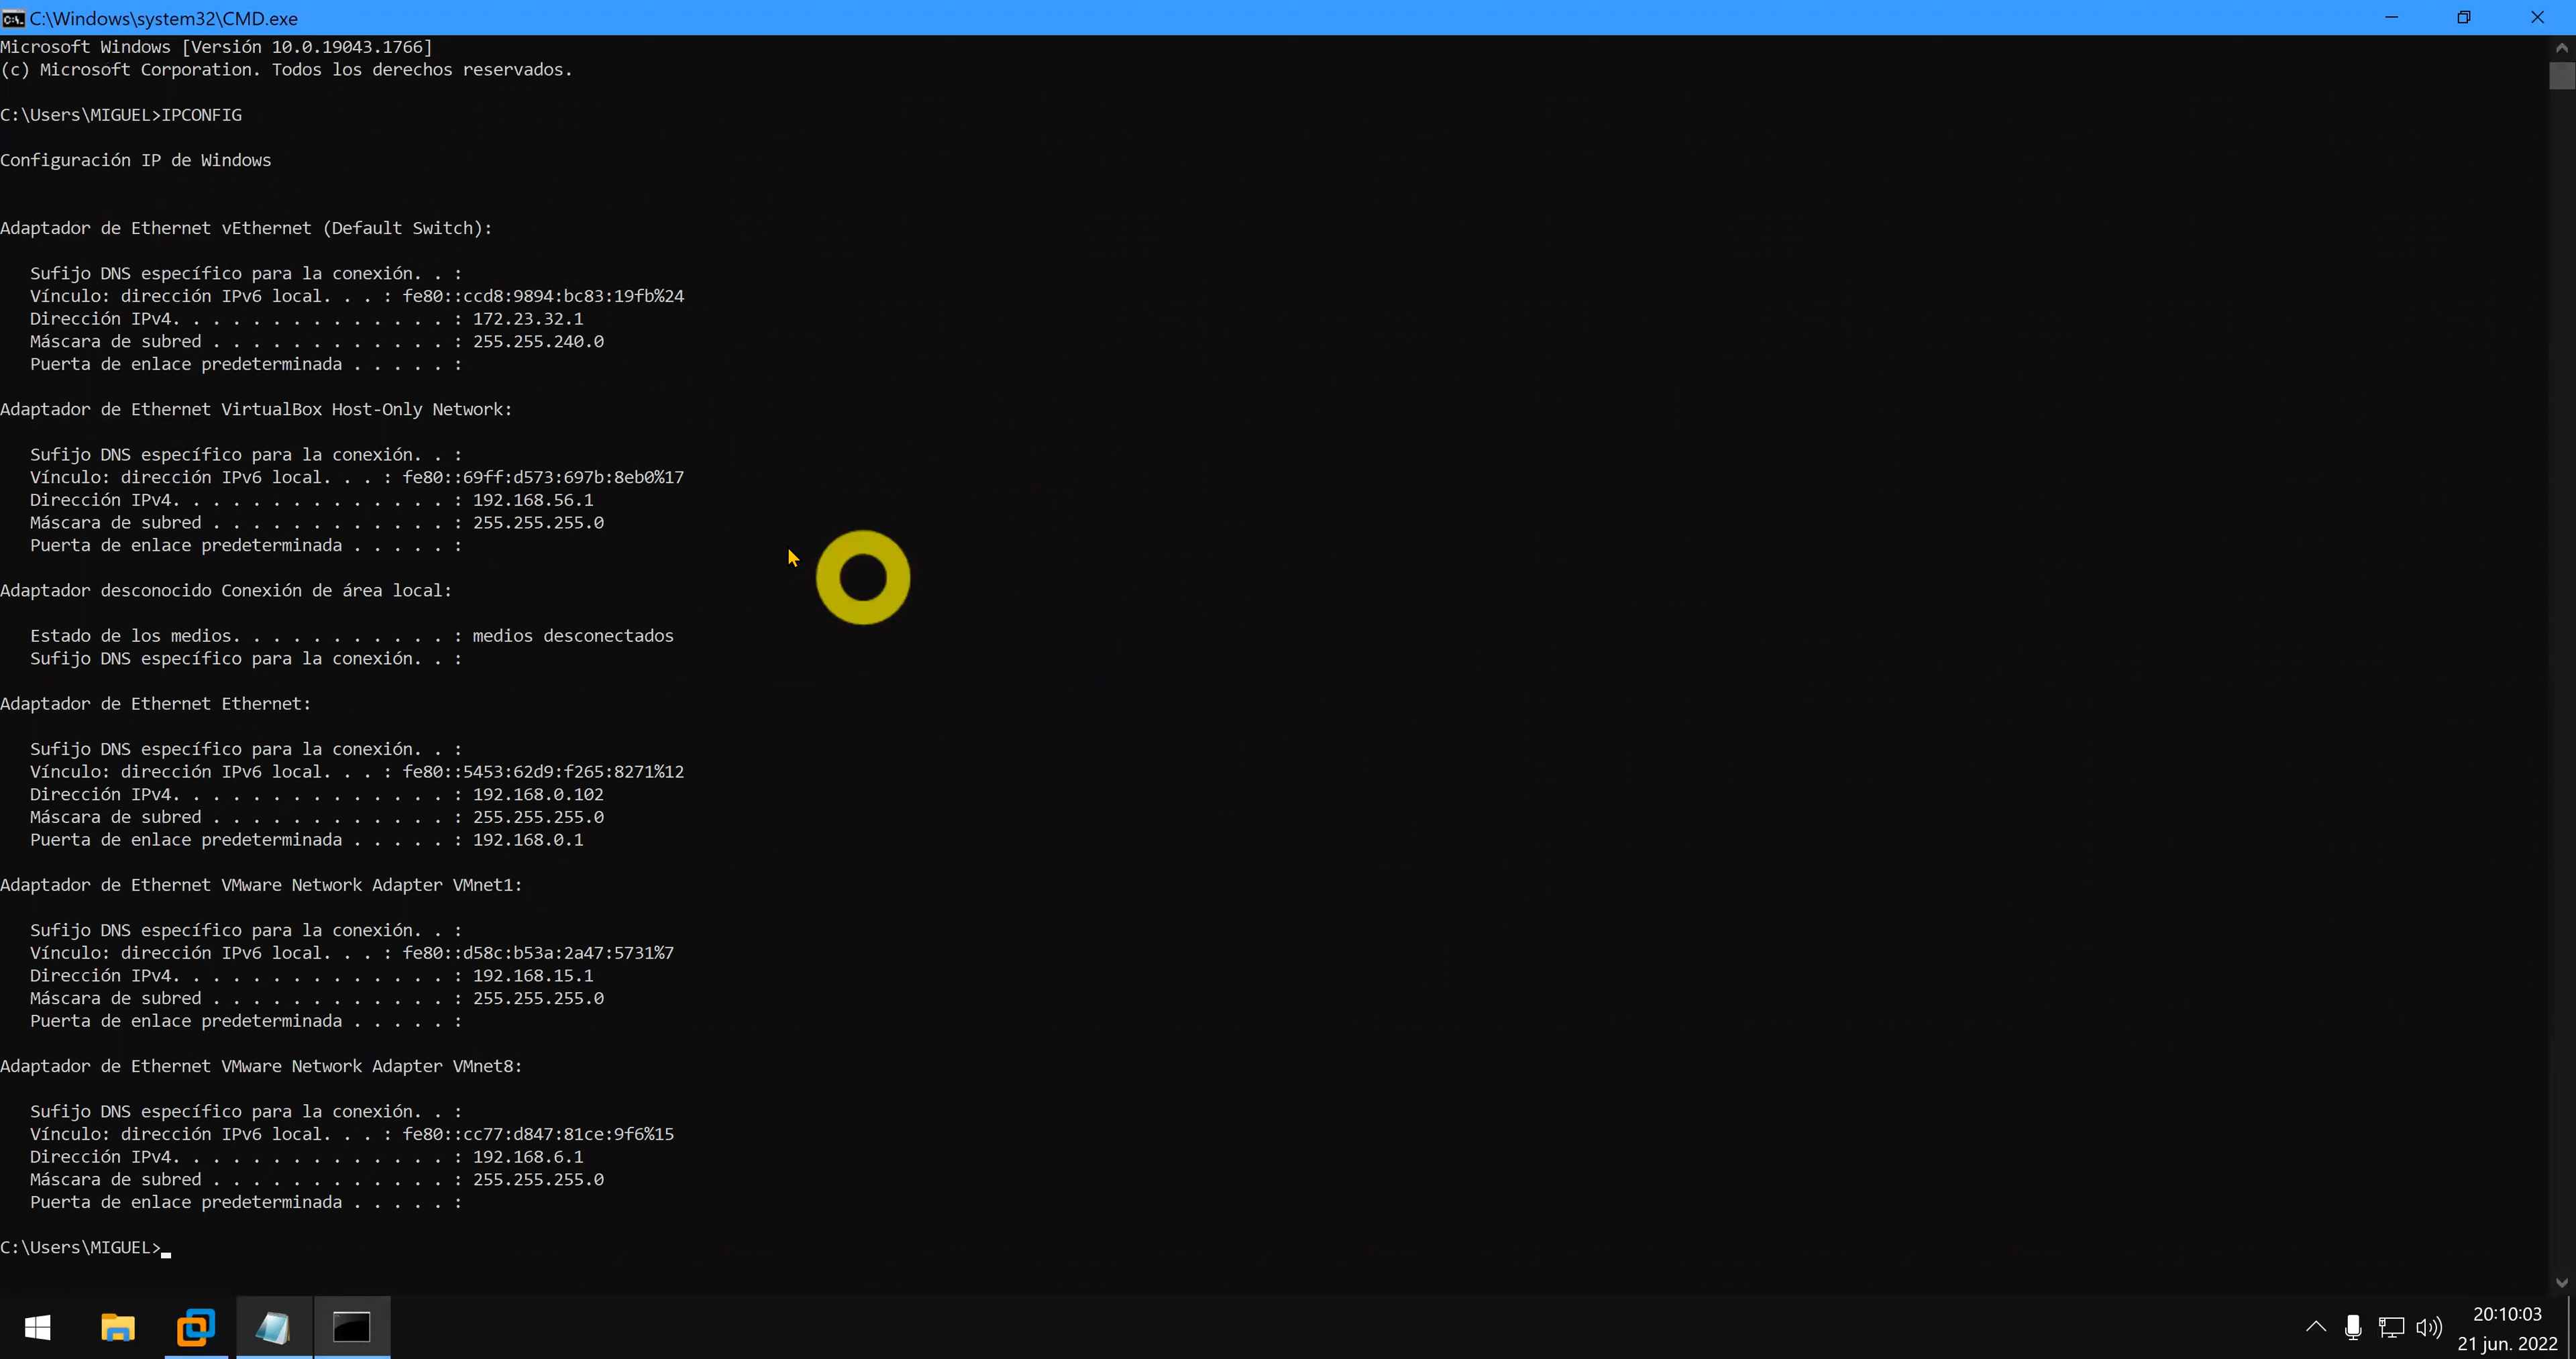 C:\Windows\system32\CMD.exe
Microsoft Windows [Versión 10.0.19043.1766]
(c) Microsoft Corporation. Todos los derechos reservados.
C:\Users\MIGUEL>IPCONFIG
Configuración IP de Windows
Adaptador de Ethernet vEthernet (Default Switch):
Sufijo DNS específico para la conexión. . :
Vínculo: dirección IPv6 local. . . : fe80::ccd8:9894:bc83:19fb%24
Dirección IPv4. . . . . . . . . . . . . . : 172.23.32.1
Máscara de subred . . . . . . . . . . . . : 255.255.240.0
Puerta de enlace predeterminada . . . . . :
Adaptador de Ethernet VirtualBox Host-Only Network:
Sufijo DNS específico para la conexión. . :
Vínculo: dirección IPv6 local. . . : fe80::69ff:d573:697b:8eb0%17
Dirección IPv4. . . . . . . . . . . . . . : 192.168.56.1
Máscara de subred . . . . . . . . . . . . : 255.255.255.0
Puerta de enlace predeterminada . . . . . :
Adaptador desconocido Conexión de área local:
Estado de los medios. . . . . . . . . . . : medios desconectados
Sufijo DNS específico para la conexión. . :
Adaptador de Ethernet Ethernet:
Sufijo DNS específico para la conexión. . :
Vínculo: dirección IPv6 local. . . : fe80::5453:62d9:f265:8271%12
Dirección IPv4. . . . . . . . . . . . . . : 192.168.0.102
Máscara de subred . . . . . . . . . . . . : 255.255.255.0
Puerta de enlace predeterminada . . . . . : 192.168.0.1
Adaptador de Ethernet VMware Network Adapter VMnet1:
Sufijo DNS específico para la conexión. . :
Vínculo: dirección IPv6 local. . . : fe80::d58c:b53a:2a47:5731%7
Dirección IPv4. . . . . . . . . . . . . . : 192.168.15.1
Máscara de subred . . . . . . . . . . . . : 255.255.255.0
Puerta de enlace predeterminada . . . . . :
Adaptador de Ethernet VMware Network Adapter VMnet8:
Sufijo DNS específico para la conexión. . :
Vínculo: dirección IPv6 local. . . : fe80::cc77:d847:81ce:9f6%15
Dirección IPv4. . . . . . . . . . . . . . : 192.168.6.1
Máscara de subred . . . . . . . . . . . . : 255.255.255.0
Puerta de enlace predeterminada . . . . . :
C:\Users\MIGUEL>
20:10:03
21 jun. 2022